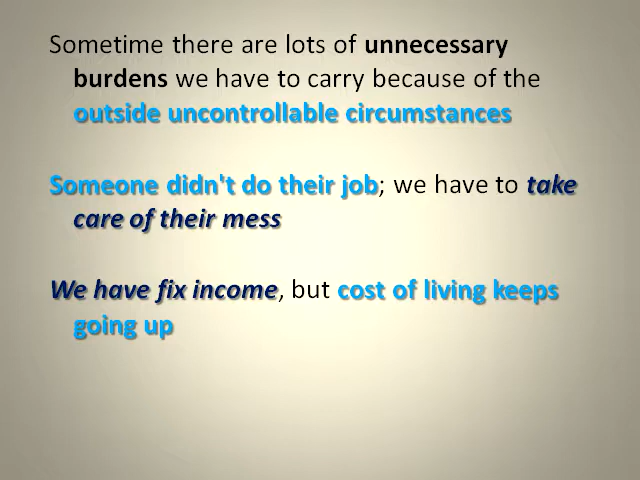 Sometime there are lots of unnecessary
burdens we have to carry because of the
outside uncontrollable circumstances
Someone didn't do their job; we have to take
care of their mess
We have fix income, but cost of living keeps
going up